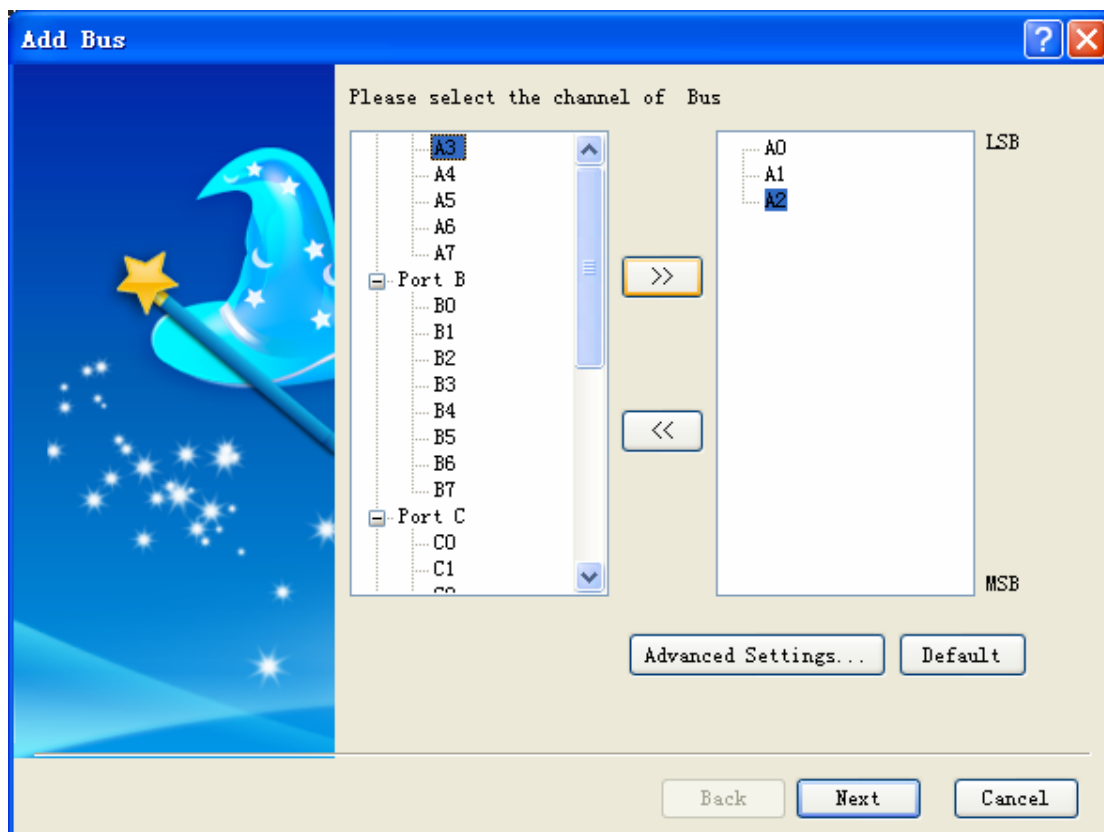 Add Bus
Please select the channel of Bus
A3
A4
A5
A6
A7
Port B
B0
B1
B2
B3
B4
B5
B6
B7
Port C
C0
C1
>>
<<
A0
A1
A2
LSB
MSB
Advanced Settings...
Default
Back
Next
Cancel